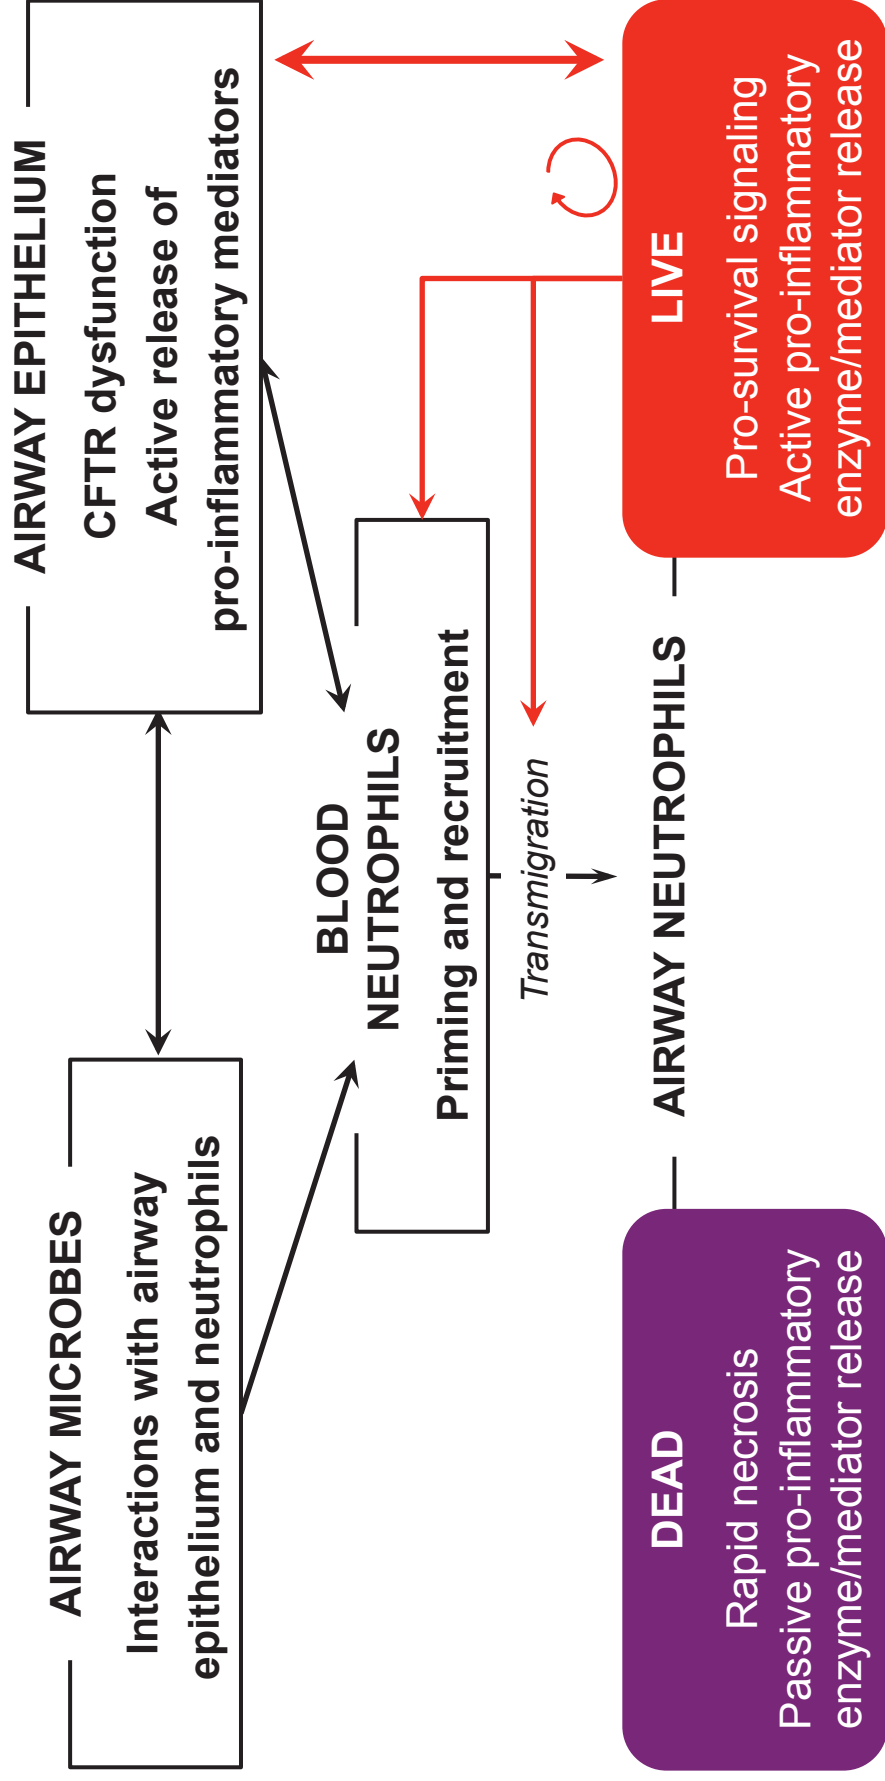 AIRWAY MICROBES
Interactions with airway
epithelium and neutrophils
AIRWAY EPITHELIUM
CFTR dysfunction
Active release of
pro-inflammatory mediators
BLOOD
NEUTROPHILS
Priming and recruitment
Transmigration
AIRWAY NEUTROPHILS
DEAD
Rapid necrosis
Passive pro-inflammatory
enzyme/mediator release
LIVE
Pro-survival signaling
Active pro-inflammatory
enzyme/mediator release